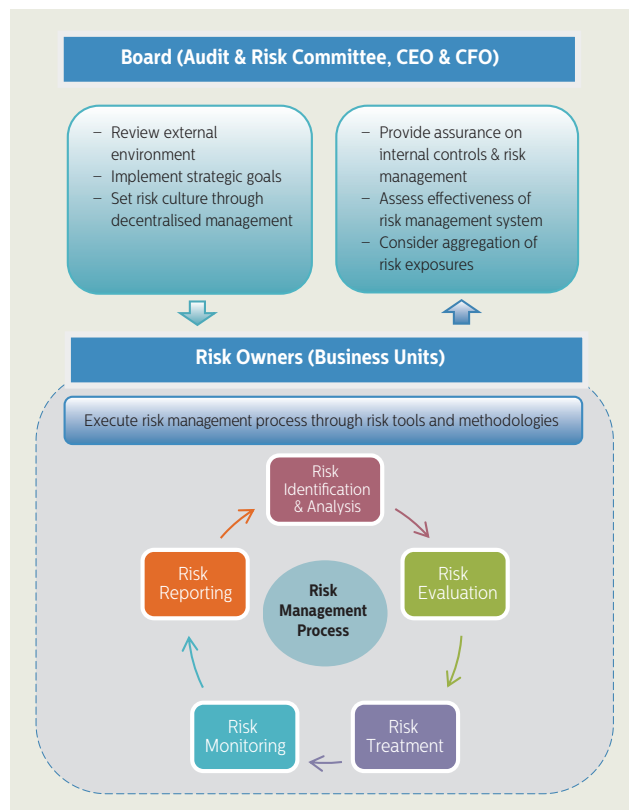 Board (Audit & Risk Committee, CEO & CFO)
– Review external
environment
– Implement strategic goals
– Set risk culture through
decentralised management
– Provide assurance on
internal controls & risk
management
– Assess effectiveness of
risk management system
– Consider aggregation of
risk exposures
Risk Owners (Business Units)
Execute risk management process through risk tools and methodologies
Risk
Identification
& Analysis
Risk
Evaluation
Risk
Treatment
Risk
Monitoring
Risk
Reporting
Risk
Management
Process